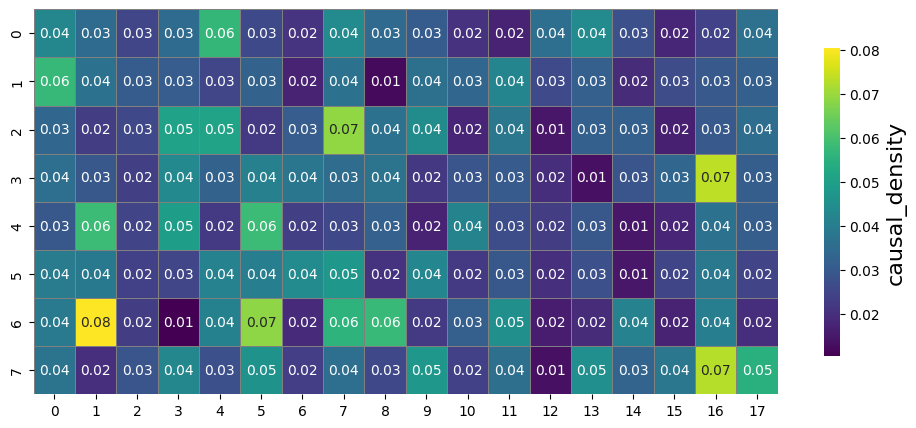 0 0.04 0.03 0.03 0.03 0.06 0.03 0.02 0.04 0.03 0.03 0.02 0.02 0.04 0.04 0.03 0.02 0.02 0.04
1 0.06 0.04 0.03 0.03 0.03 0.03 0.02 0.04 0.01 0.04 0.03 0.04 0.03 0.03 0.02 0.03 0.03 0.03
2 0.03 0.02 0.03 0.05 0.05 0.02 0.03 0.07 0.04 0.04 0.02 0.04 0.01 0.03 0.03 0.02 0.03 0.04
3 0.04 0.03 0.02 0.04 0.03 0.04 0.04 0.03 0.04 0.02 0.03 0.03 0.02 0.01 0.03 0.03 0.07 0.03
4 0.03 0.06 0.02 0.05 0.02 0.06 0.02 0.03 0.03 0.02 0.04 0.03 0.02 0.03 0.01 0.02 0.04 0.03
5 0.04 0.04 0.02 0.03 0.04 0.04 0.04 0.05 0.02 0.04 0.02 0.03 0.02 0.03 0.01 0.02 0.04 0.02
6 0.04 0.08 0.02 0.01 0.04 0.07 0.02 0.06 0.06 0.02 0.03 0.05 0.02 0.02 0.04 0.02 0.04 0.02
7 0.04 0.02 0.03 0.04 0.03 0.05 0.02 0.04 0.03 0.05 0.02 0.04 0.01 0.05 0.03 0.04 0.07 0.05
0 1 2 3 4 5 6 7 8 9 10 11 12 13 14 15 16 17
0.08
0.07
0.06
0.05
0.04
0.03
0.02
causal_density